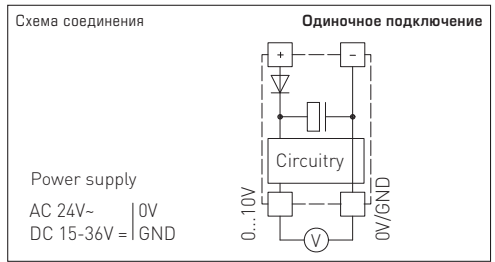 Схема соединения
Одиночное подключение
+ −
Circuitry
Power supply
AC 24V~ | 0V
DC 15-36V = | GND
0...10V
V
0V/GND